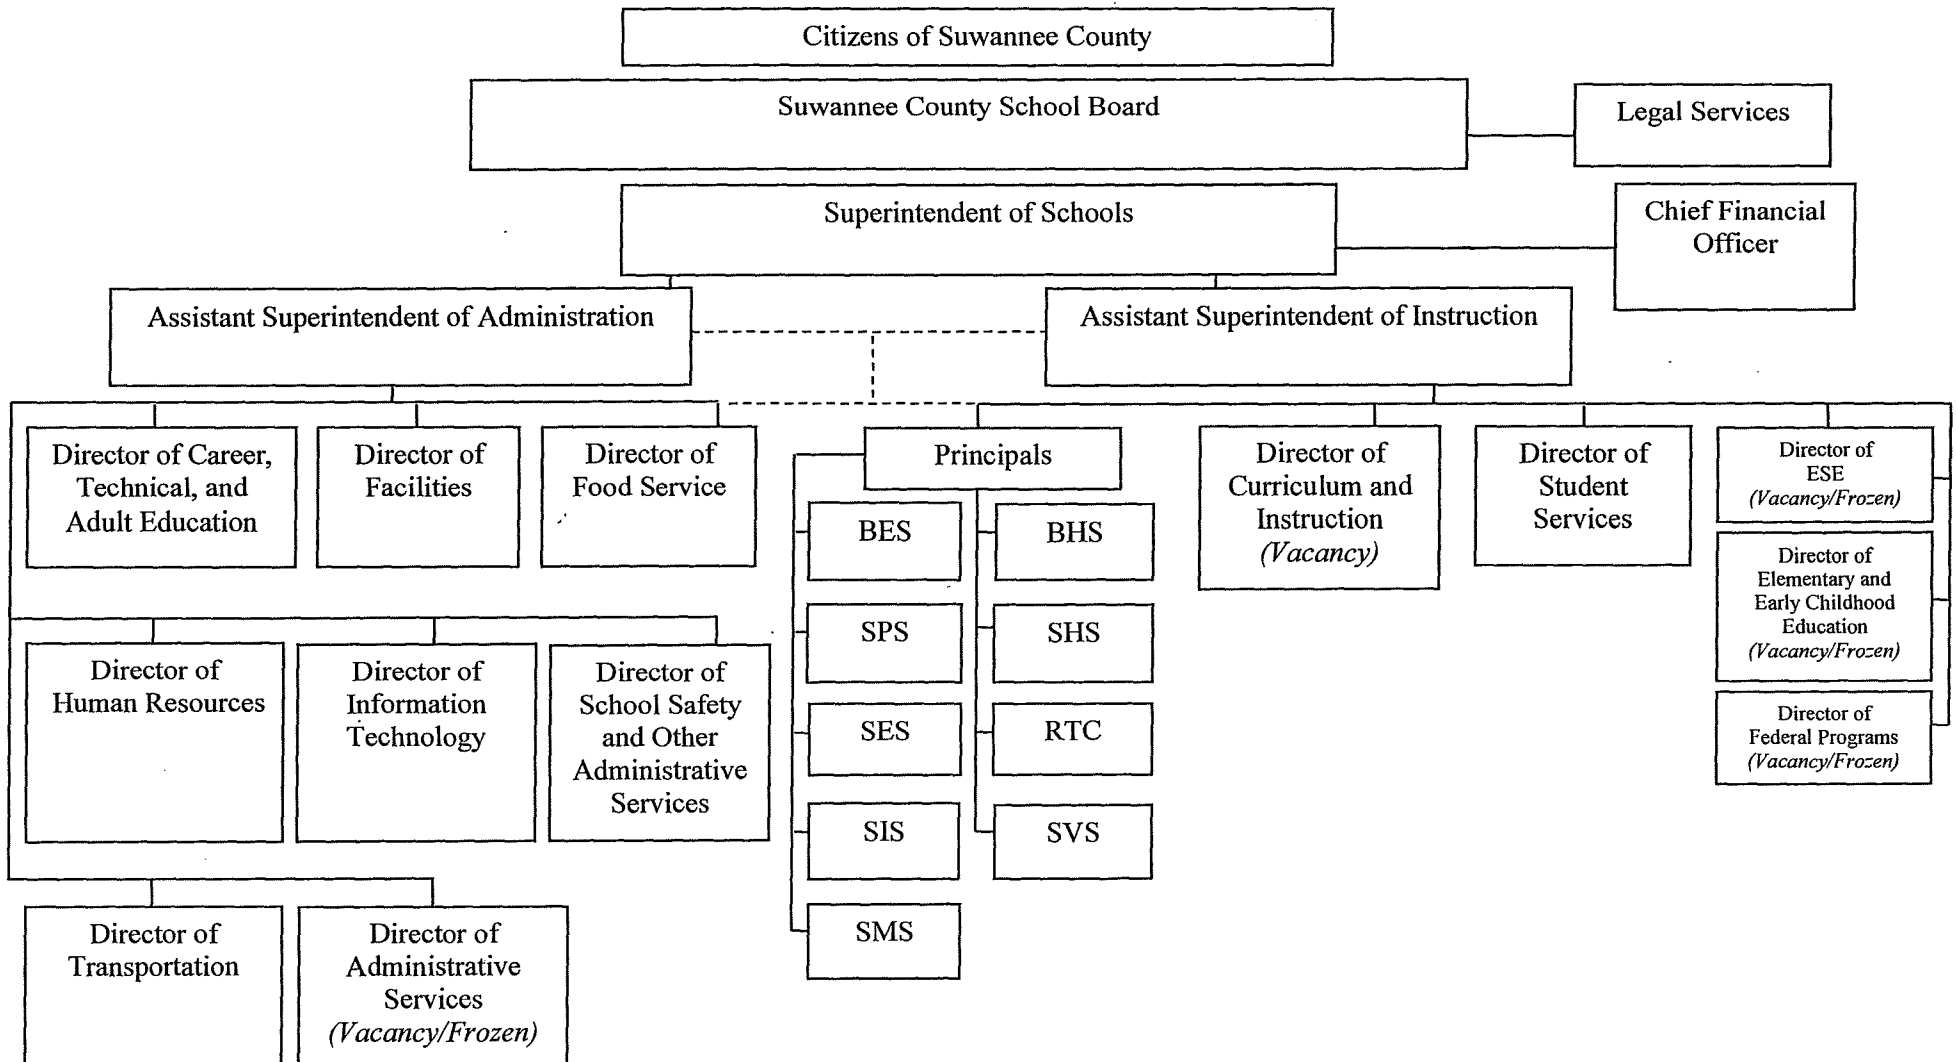 Citizens of Suwannee County
Suwannee County School Board
Legal Services
Superintendent of Schools
Chief Financial
Officer
Assistant Superintendent of Administration
Assistant Superintendent of Instruction
Director of Career,
Technical, and
Adult Education
Director of
Facilities
Director of
Food Service
Principals
Director of
Curriculum and
Instruction
(Vacancy)
Director of
Student
Services
Director of
ESE
(Vacancy/Frozen)
Director of
Elementary and
Early Childhood
Education
(Vacancy/Frozen)
Director of
Federal Programs
(Vacancy/Frozen)
BES
BHS
SPS
SHS
SES
RTC
SIS
SVS
SMS
Director of
Human Resources
Director of
Information
Technology
Director of
School Safety
and Other
Administrative
Services
Director of
Transportation
Director of
Administrative
Services
(Vacancy/Frozen)